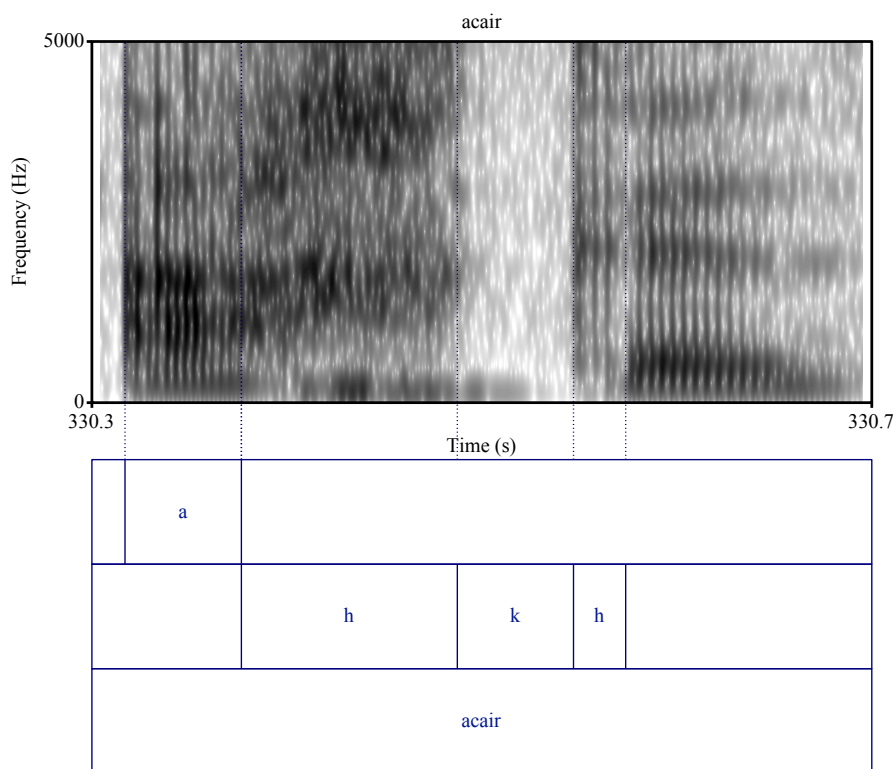 acair
5000
Frequency (Hz)
0
330.3 330.7
Time (s)
a
h k h
acair